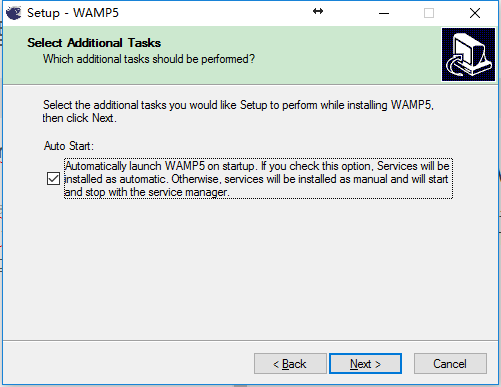 Setup - WAMP5
Select Additional Tasks
Which additional tasks should be performed?
Select the additional tasks you would like Setup to perform while installing WAMP5,
then click Next.
Auto Start:
Automatically launch WAMP5 on startup. If you check this option, Services will be
installed as automatic. Otherwise, services will be installed as manual and will start
and stop with the service manager.
< Back
Next >
Cancel